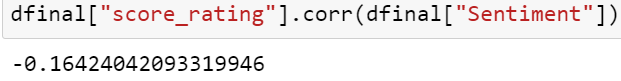 dfinal["score_rating"].corr(dfinal["Sentiment"])
-0.16424042093319946